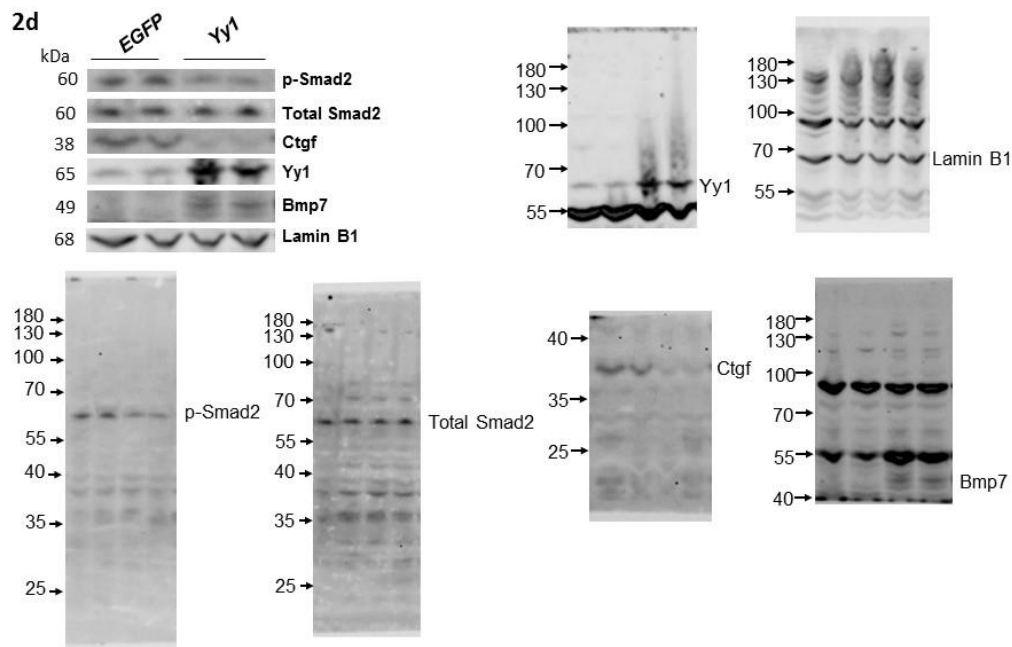 2d
EGFP Yy1
kDa
60 p-Smad2
60 Total Smad2
38 Ctgf
65 Yy1
49 Bmp7
68 Lamin B1
180
130
100
70
55
Yy1
180
130
100
70
55
Lamin B1
180
130
100
70
55
40
35
25
p-Smad2
180
130
100
70
55
40
35
25
Total Smad2
40
35
25
Ctgf
180
130
100
70
55
40
Bmp7